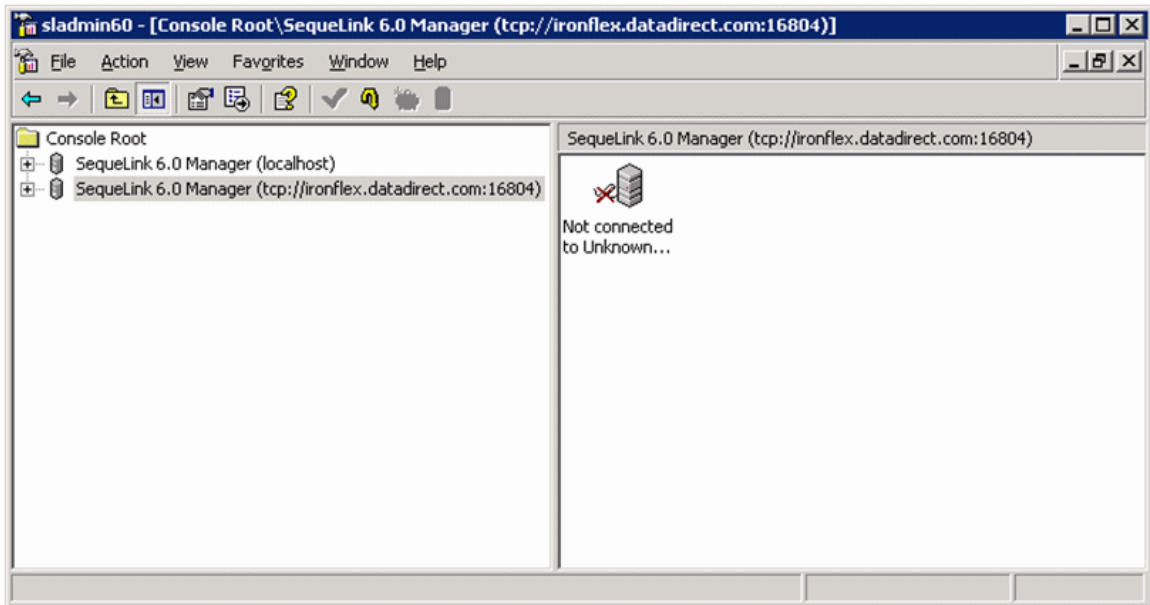 sladmin60 - [Console Root\SequeLink 6.0 Manager (tcp://ironflex.datadirect.com:16804)]
File Action View Favorites Window Help
Console Root
SequeLink 6.0 Manager (localhost)
SequeLink 6.0 Manager (tcp://ironflex.datadirect.com:16804)
SequeLink 6.0 Manager (tcp://ironflex.datadirect.com:16804)
Not connected
to Unknown...